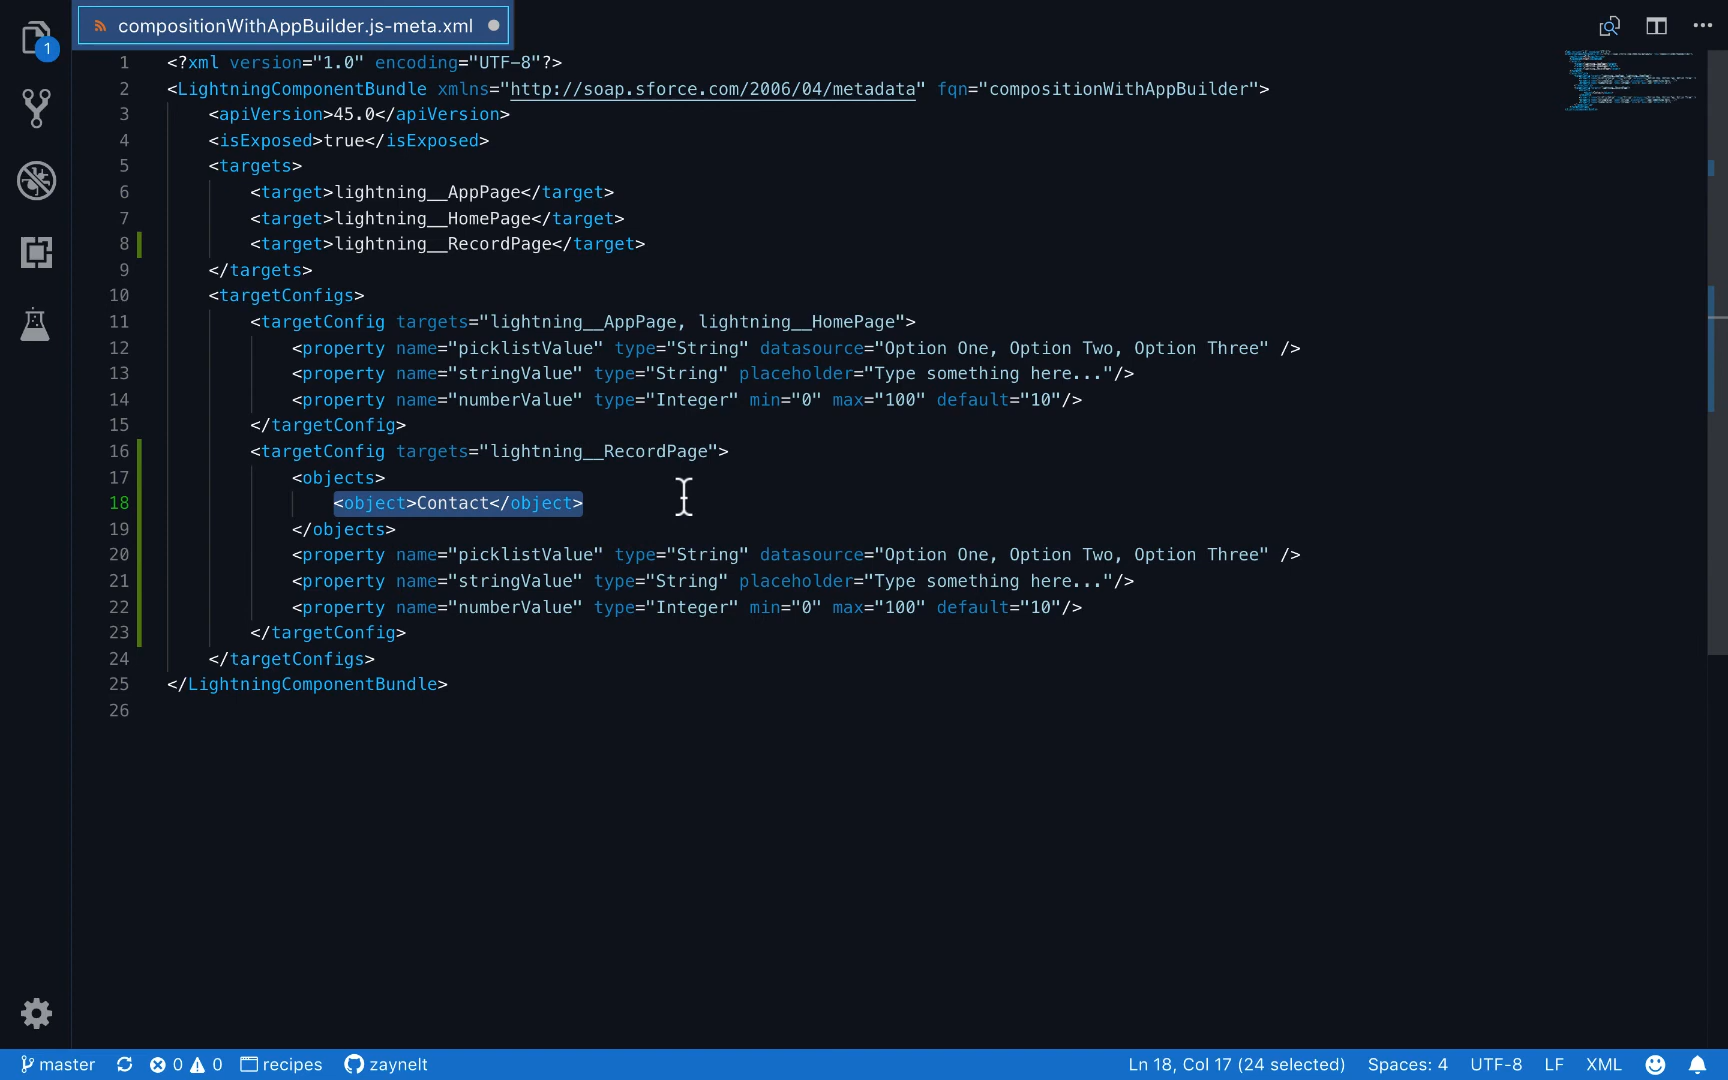 compositionWithAppBuilder.js-meta.xml
1
1 <?xml version="1.0" encoding="UTF-8"?>
2 <LightningComponentBundle xmlns="http://soap.sforce.com/2006/04/metadata" fqn="compositionWithAppBuilder">
3 <apiVersion>45.0</apiVersion>
4 <isExposed>true</isExposed>
5 <targets>
6 <target>lightning__AppPage</target>
7 <target>lightning__HomePage</target>
8 <target>lightning__RecordPage</target>
9 </targets>
10 <targetConfigs>
11 <targetConfig targets="lightning__AppPage, lightning__HomePage">
12 <property name="picklistValue" type="String" datasource="Option One, Option Two, Option Three" />
13 <property name="stringValue" type="String" placeholder="Type something here..."/>
14 <property name="numberValue" type="Integer" min="0" max="100" default="10"/>
15 </targetConfig>
16 <targetConfig targets="lightning__RecordPage">
17 <objects>
18 <object>Contact</object>
19 </objects>
20 <property name="picklistValue" type="String" datasource="Option One, Option Two, Option Three" />
21 <property name="stringValue" type="String" placeholder="Type something here..."/>
22 <property name="numberValue" type="Integer" min="0" max="100" default="10"/>
23 </targetConfig>
24 </targetConfigs>
25 </LightningComponentBundle>
26
master 0 0 recipes zaynelt Ln 18, Col 17 (24 selected) Spaces: 4 UTF-8 LF XML